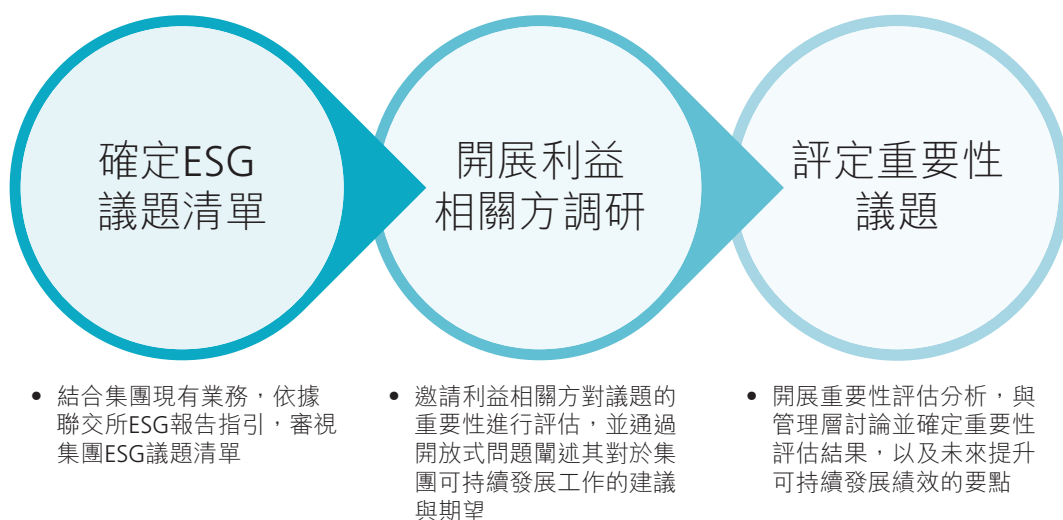 確定ESG
議題清單
開展利益
相關方調研
評定重要性
議題
• 結合集團現有業務，依據
聯交所ESG報告指引，審視
集團ESG議題清單
• 邀請利益相關方對議題的
重要性進行評估，並通過
開放式問題闡述其對於集
團可持續發展工作的建議
與期望
• 開展重要性評估分析，與
管理層討論並確定重要性
評估結果，以及未來提升
可持續發展績效的要點